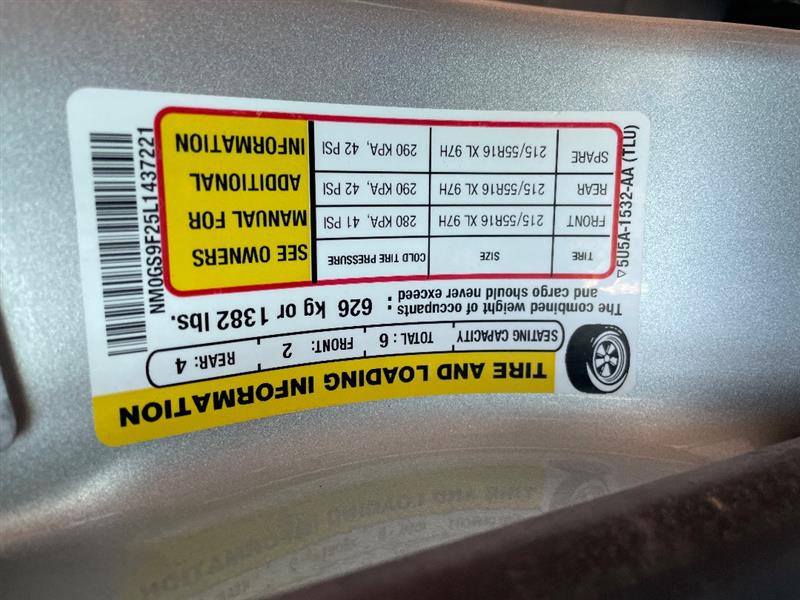 TIRE AND LOADING INFORMATION
SEATING CAPACITY TOTAL : 6 FRONT: 2 REAR: 4
The combined weight of occupants
and cargo should never exceed : 626 kg or 1382 lbs.
TIRE SIZE COLD TIRE PRESSURE
FRONT 215/55R16 XL 97H 280 KPA, 41 PSI
REAR 215/55R16 XL 97H 290 KPA, 42 PSI
SPARE 215/55R16 XL 97H 290 KPA, 42 PSI
SEE OWNERS
MANUAL FOR
ADDITIONAL
INFORMATION
▷5U5A-1532-AA (TLU)
NM0GS9F25L1437221